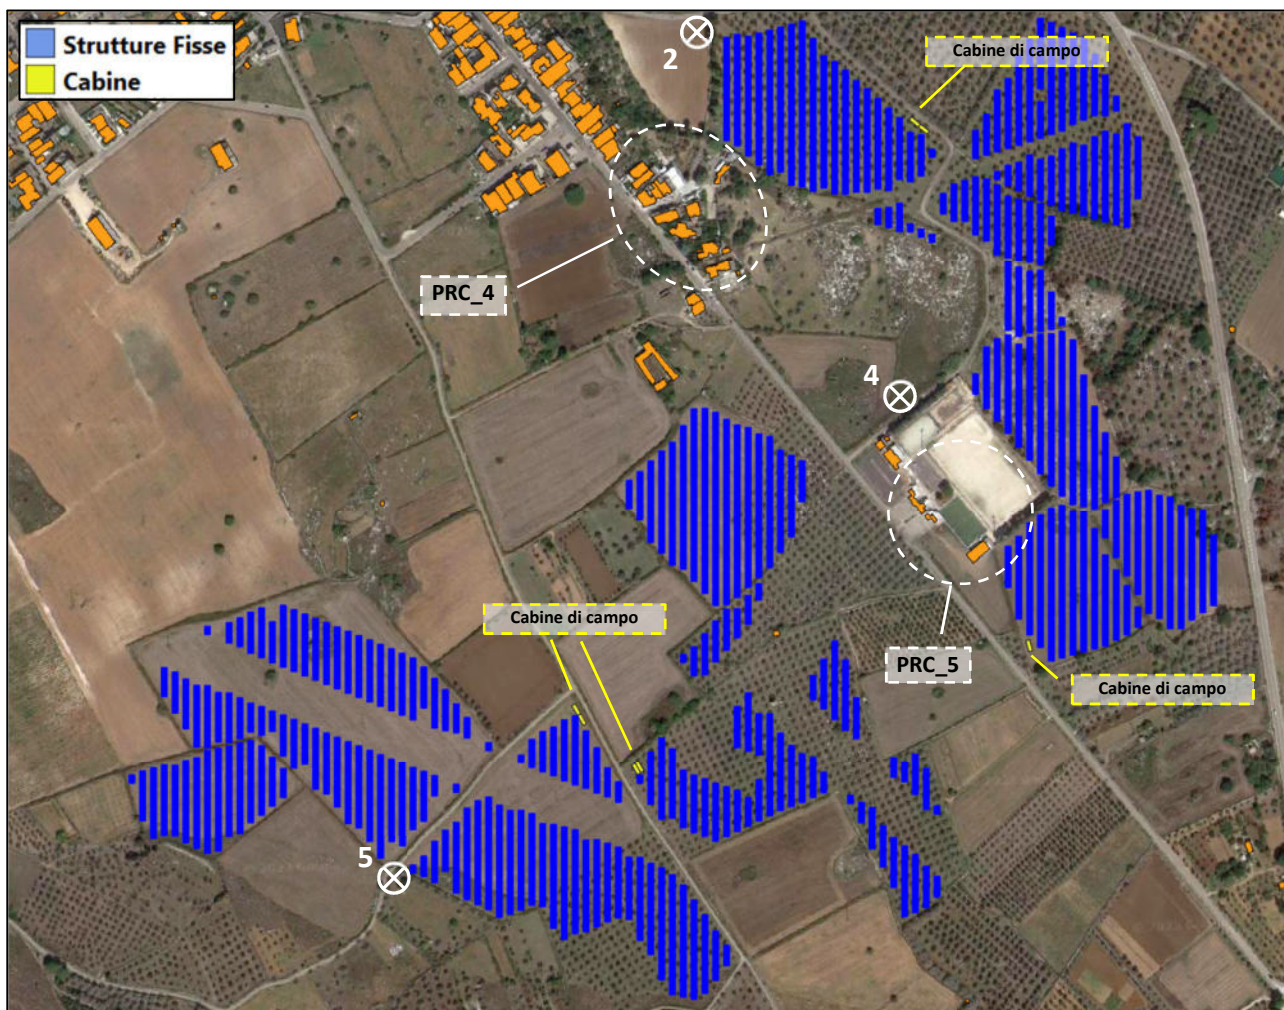 Strutture Fisse
Cabine
2
Cabine di campo
PRC_4
4
Cabine di campo
PRC_5
Cabine di campo
5